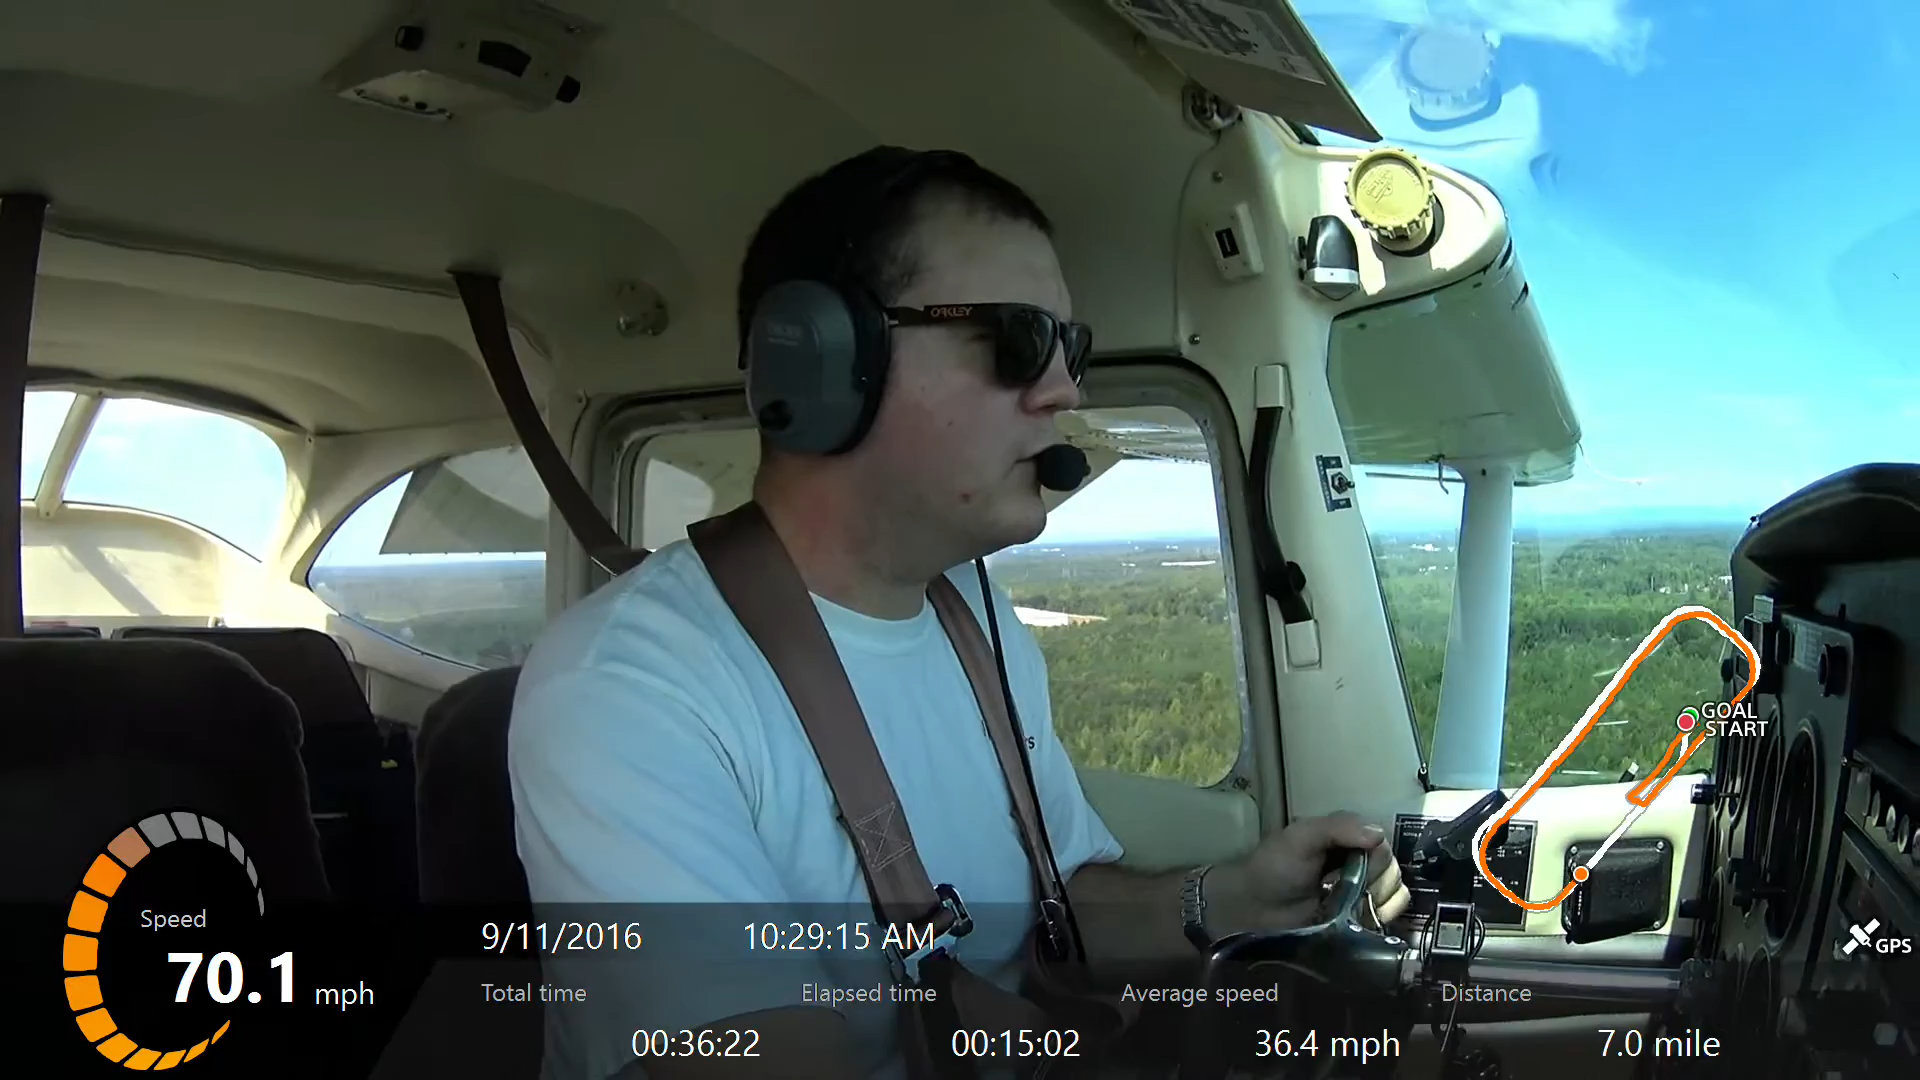 OAKLEY
GOAL
START
GPS
Speed
70.1 mph
9/11/2016
10:29:15 AM
Total time
00:36:22
Elapsed time
00:15:02
Average speed
36.4 mph
Distance
7.0 mile